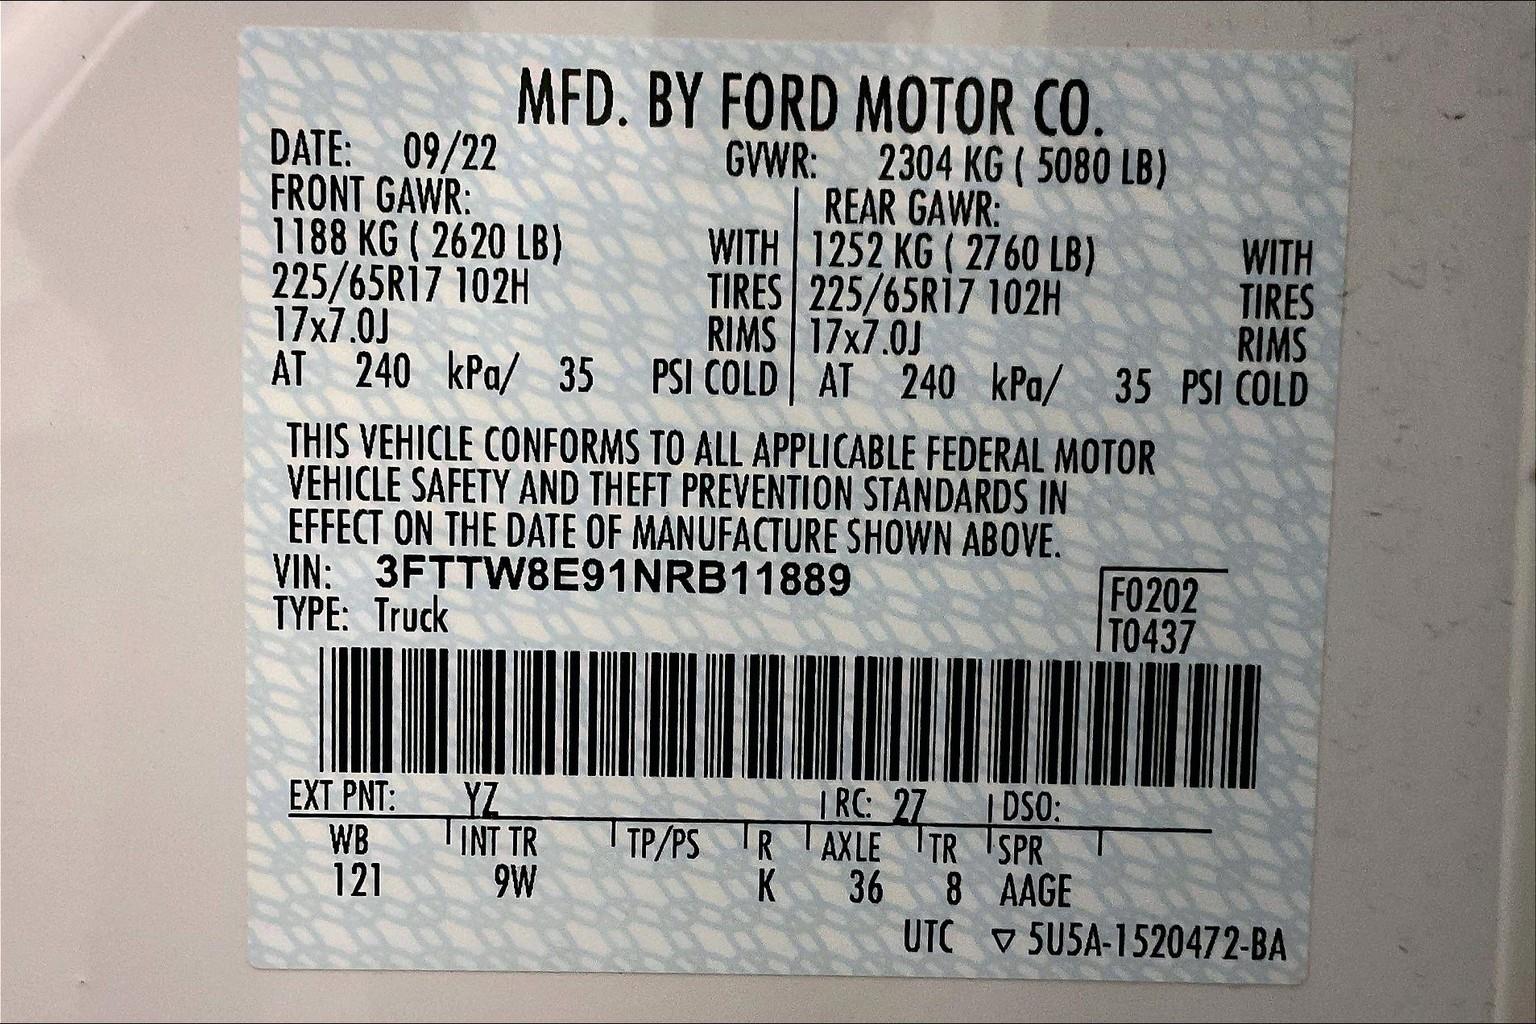 MFD. BY FORD MOTOR CO.
DATE: 09/22 GVWR: 2304 KG ( 5080 LB)
FRONT GAWR: REAR GAWR:
1188 KG ( 2620 LB) WITH 1252 KG ( 2760 LB) WITH
225/65R17 102H TIRES 225/65R17 102H TIRES
17x7.0J RIMS 17x7.0J RIMS
AT 240 kPa/ 35 PSI COLD AT 240 kPa/ 35 PSI COLD
THIS VEHICLE CONFORMS TO ALL APPLICABLE FEDERAL MOTOR
VEHICLE SAFETY AND THEFT PREVENTION STANDARDS IN
EFFECT ON THE DATE OF MANUFACTURE SHOWN ABOVE.
VIN: 3FTTW8E91NRB11889 F0202
TYPE: Truck T0437
EXT PNT: YZ RC: 27 DSO:
WB INT TR TP/PS R AXLE TR SPR
121 9W K 36 8 AAGE
UTC ▽ 5U5A-1520472-BA